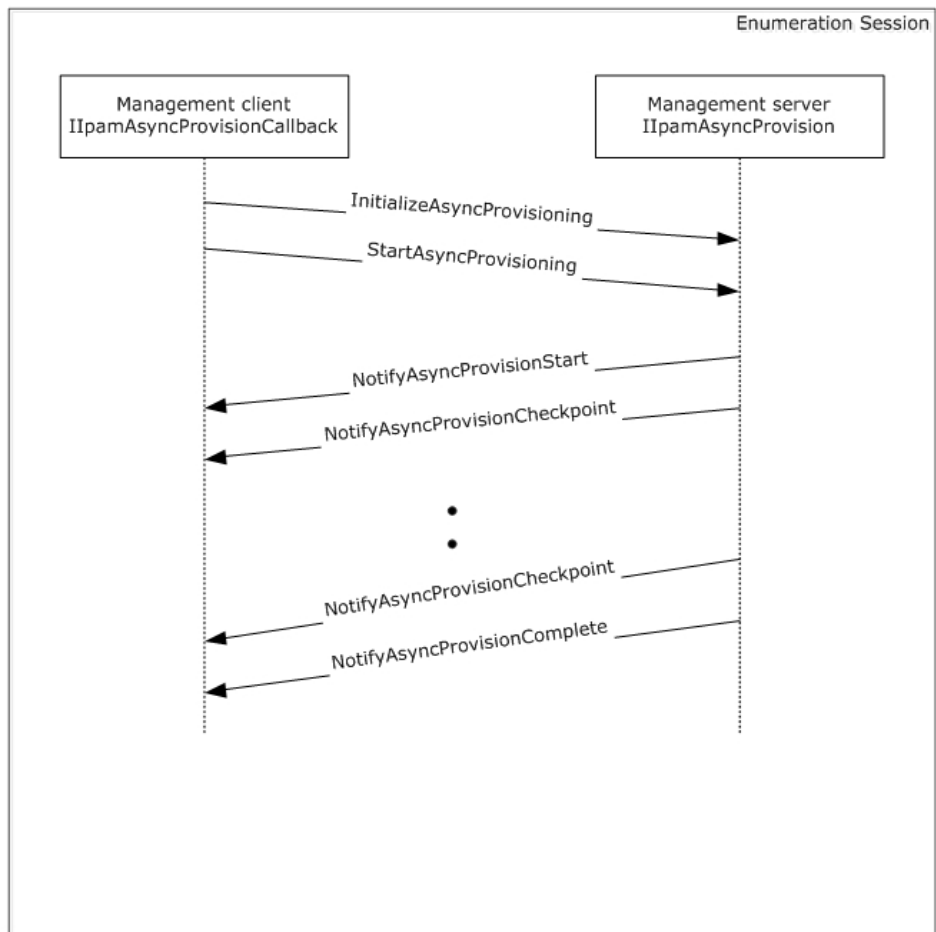 Enumeration Session
Management client
IIpamAsyncProvisionCallback
Management server
IIpamAsyncProvision
InitializeAsyncProvisioning
StartAsyncProvisioning
NotifyAsyncProvisionStart
NotifyAsyncProvisionCheckpoint
NotifyAsyncProvisionCheckpoint
NotifyAsyncProvisionComplete